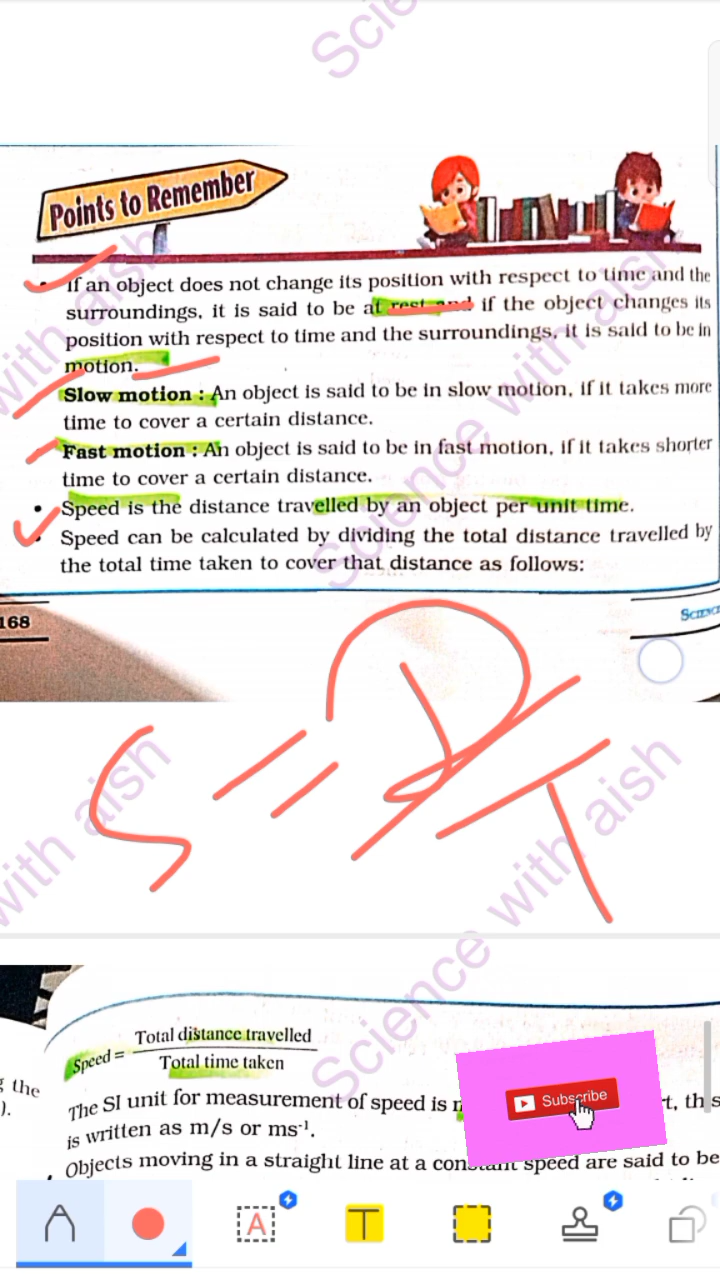 Science
Points to Remember
If an object does not change its position with respect to time and the
surroundings, it is said to be at rest and if the object changes its
position with respect to time and the surroundings, it is said to be in
motion.
Slow motion : An object is said to be in slow motion, if it takes more
time to cover a certain distance.
Fast motion : An object is said to be in fast motion, if it takes shorter
time to cover a certain distance.
• Speed is the distance travelled by an object per unit time.
Speed can be calculated by dividing the total distance travelled by
the total time taken to cover that distance as follows:
168
S = D
T
Science with aish
with aish
Speed = Total distance travelled
Total time taken
the
).
The SI unit for measurement of speed is
is written as m/s or ms⁻¹.
Objects moving in a straight line at a constant speed are said to be
Subscribe
A
T